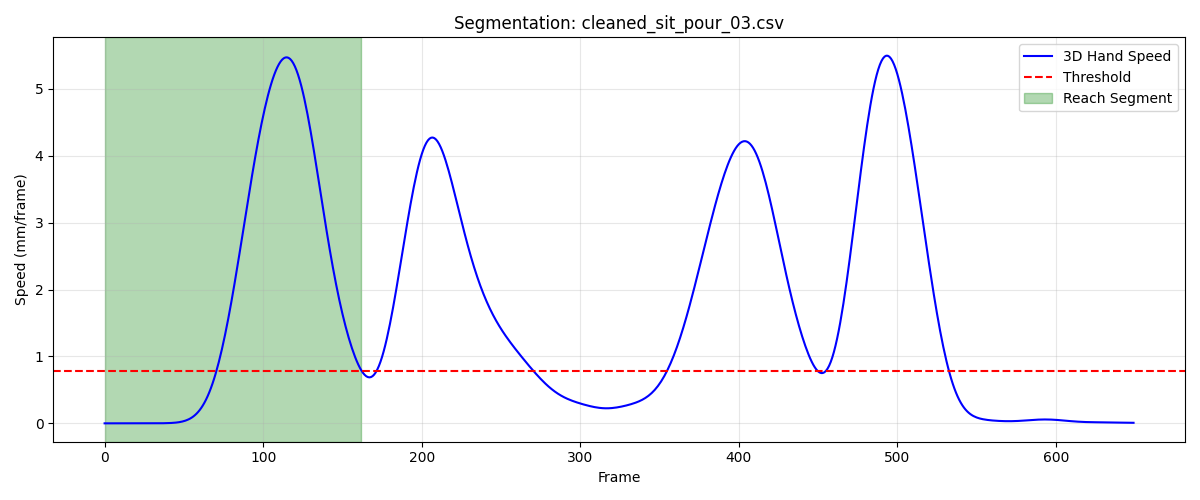 Segmentation: cleaned_sit_pour_03.csv
3D Hand Speed
Threshold
Reach Segment
Speed (mm/frame)
5
4
3
2
1
0
0 100 200 300 400 500 600
Frame